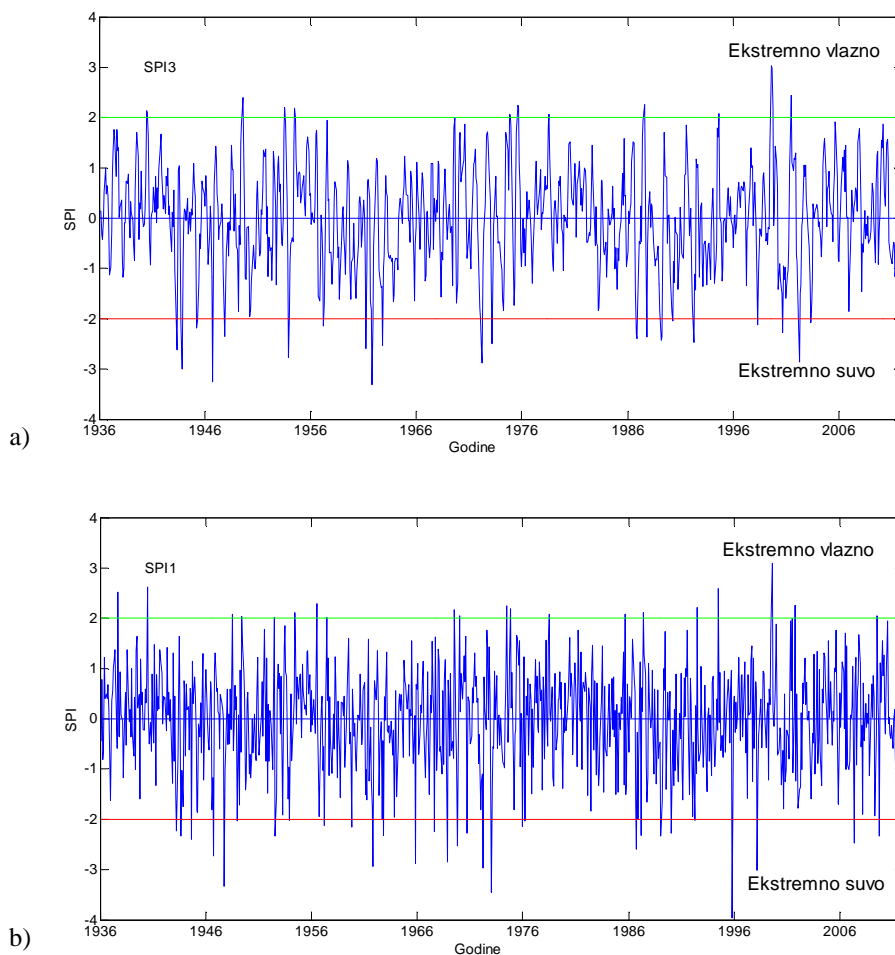 4
Ekstremno vlazno
SPI3
3
2
1
SPI
0
-1
-2
-3
Ekstremno suvo
-4
a)
1936 1946 1956 1966 1976 1986 1996 2006
Godine
4
Ekstremno vlazno
SPI1
3
2
1
SPI
0
-1
-2
-3
Ekstremno suvo
-4
b)
1936 1946 1956 1966 1976 1986 1996 2006
Godine